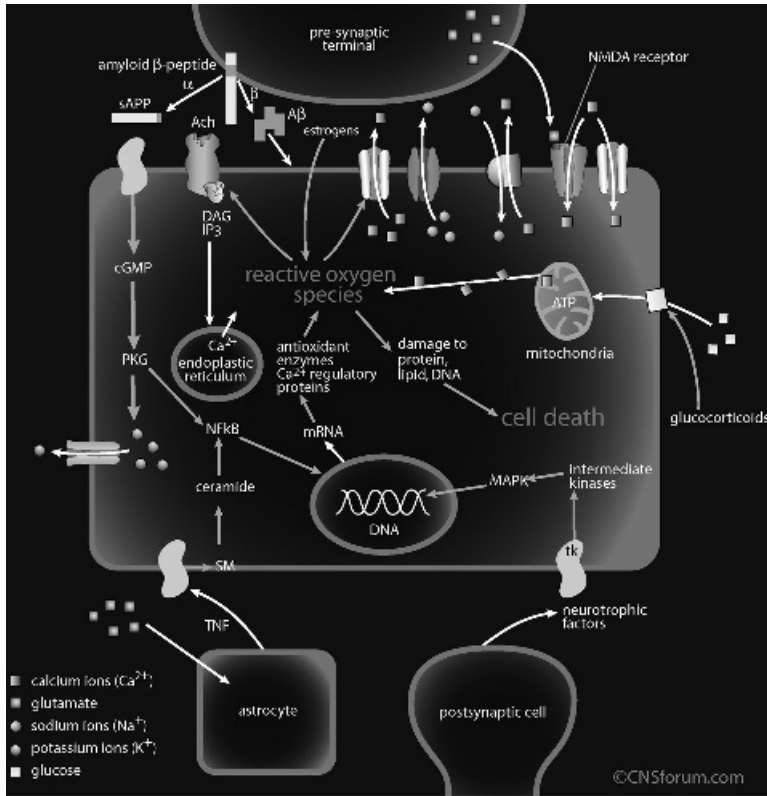 pre-synaptic
terminal
NMDA receptor
amyloid β-peptide
α
β
sAPP
Aβ
Ach
estrogens
DAG
IP3
cGMP
reactive oxygen
species
ATP
mitochondria
Ca²⁺
endoplastic
reticulum
antioxidant
enzymes
Ca²⁺ regulatory
proteins
damage to
protein,
lipid, DNA
PKG
cell death
glucocorticoids
NFkB
mRNA
ceramide
MAPK
intermediate
kinases
DNA
tk
SM
neurotrophic
factors
TNF
calcium ions (Ca²⁺)
glutamate
sodium ions (Na⁺)
potassium ions (K⁺)
glucose
astrocyte
postsynaptic cell
©CNSforum.com